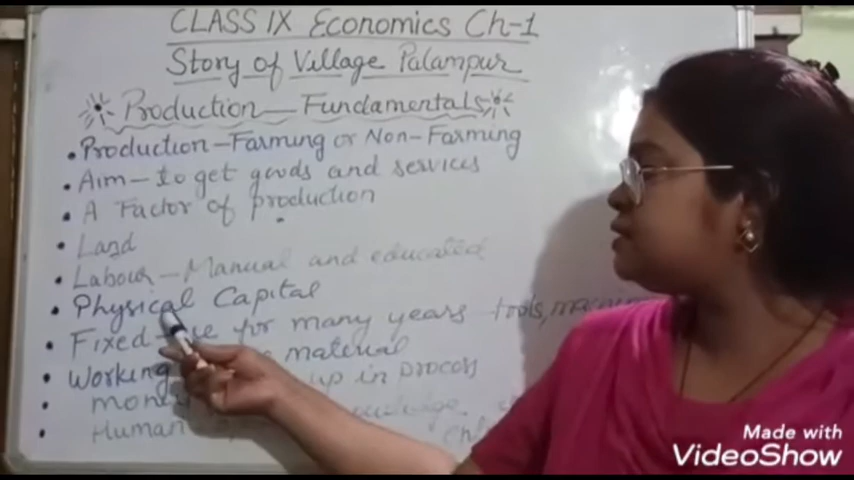 CLASS IX Economics Ch-1
Story of Village Palampur
Production - Fundamentals
Production - Farming or Non-Farming
Aim - to get goods and services
A Factor of production
Land
Labour - Manual and educated
Physical Capital
Fixed - use for many years - tools,
Working material
up in process
Human
Made with
VideoShow